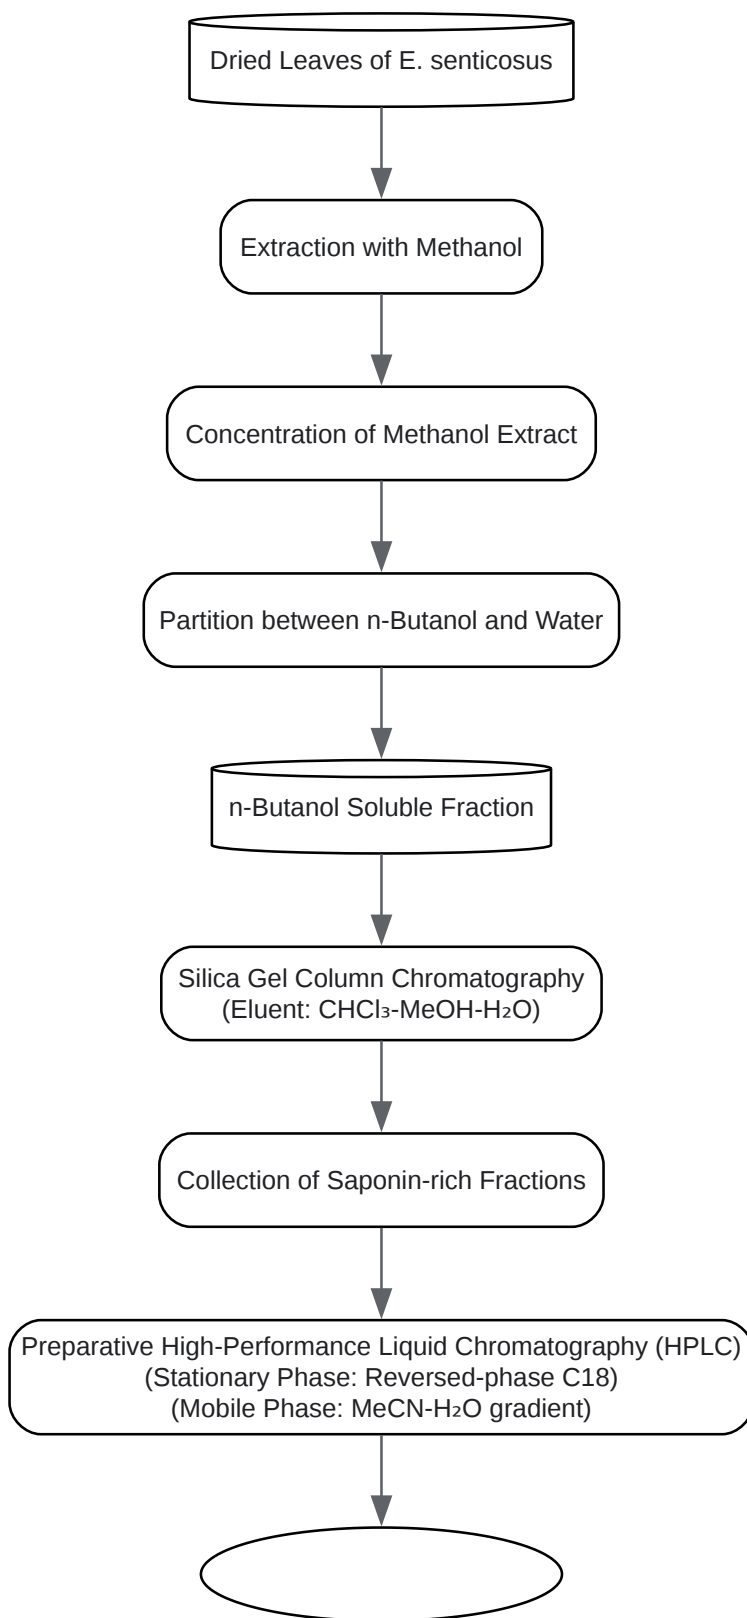 Dried Leaves of E. senticosus
Extraction with Methanol
Concentration of Methanol Extract
Partition between n-Butanol and Water
n-Butanol Soluble Fraction
Silica Gel Column Chromatography
(Eluent: CHCl₃-MeOH-H₂O)
Collection of Saponin-rich Fractions
Preparative High-Performance Liquid Chromatography (HPLC)
(Stationary Phase: Reversed-phase C18)
(Mobile Phase: MeCN-H₂O gradient)